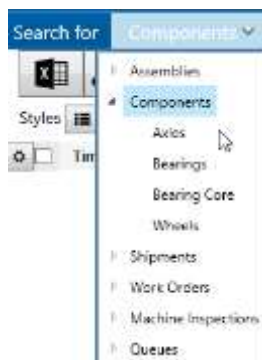 Search for Components
Assemblies
Components
Styles
Axles
Tim
Bearings
Bearing Core
Wheels
Shipments
Work Orders
Machine Inspections
Queues